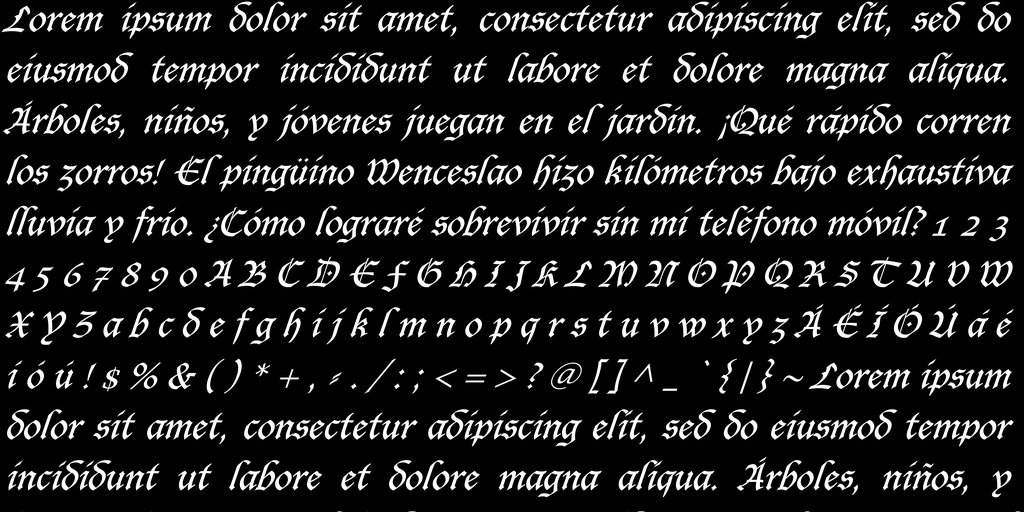 Lorem ipsum dolor sit amet, consectetur adipiscing elit, sed do
eiusmod tempor incididunt ut labore et dolore magna aliqua.
Árboles, niños, y jóvenes juegan en el jardín. ¡Qué rápido corren
los zorros! El pingüino Wenceslao hizo kilómetros bajo exhaustiva
lluvia y frío. ¿Cómo lograré sobrevivir sin mi teléfono móvil? 1 2 3
4 5 6 7 8 9 0 A B C D E F G H I J K L M N O P Q R S T U V W
X Y Z a b c d e f g h i j k l m n o p q r s t u v w x y z Á É Í Ó Ú á é
í ó ú ! $ % & ( ) * + , - . / : ; < = > ? @ [ ] ^ _ ` { | } ~ Lorem ipsum
dolor sit amet, consectetur adipiscing elit, sed do eiusmod tempor
incididunt ut labore et dolore magna aliqua. Árboles, niños, y